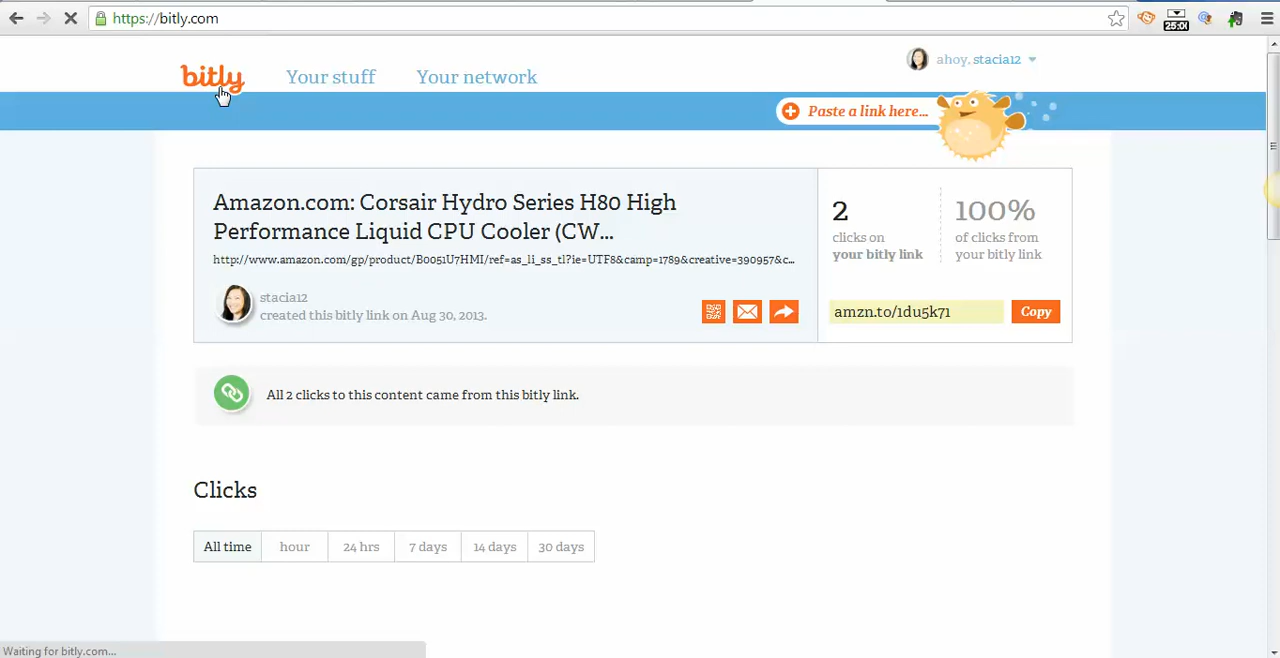 https://bitly.com
25:0(
bitly
Your stuff
Your network
ahoy, stacia12
Paste a link here...
Amazon.com: Corsair Hydro Series H80 High
Performance Liquid CPU Cooler (CW...
http://www.amazon.com/gp/product/B0051U7HMI/ref=as_li_ss_tl?ie=UTF8&camp=1789&creative=390957&c...
stacia12
created this bitly link on Aug 30, 2013.
2
clicks on
your bitly link
100%
of clicks from
your bitly link
amzn.to/1du5k71
Copy
All 2 clicks to this content came from this bitly link.
Clicks
All time
hour
24 hrs
7 days
14 days
30 days
Waiting for bitly.com...